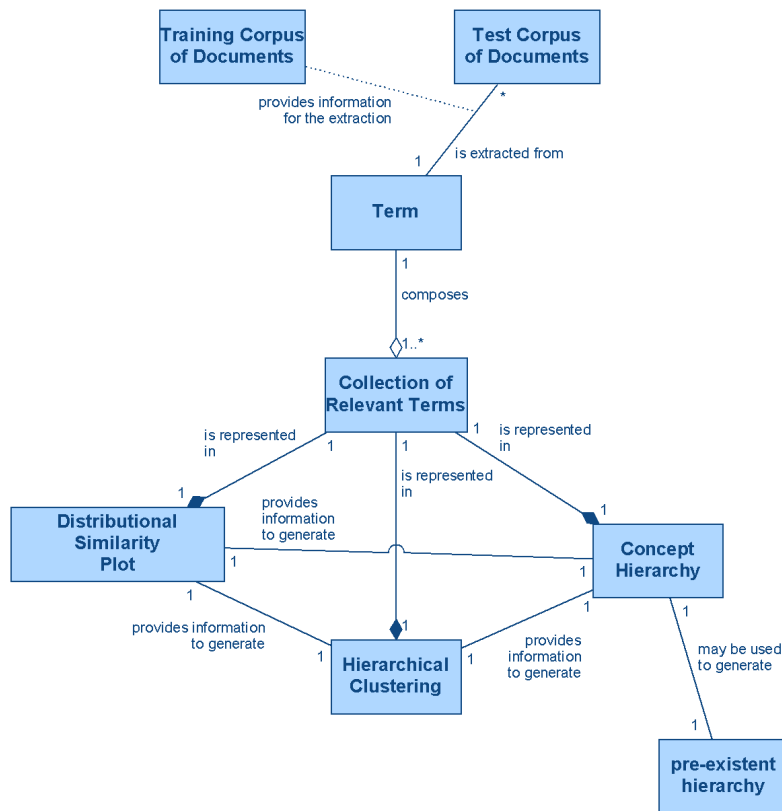 Training Corpus
of Documents
Test Corpus
of Documents
provides information
for the extraction
*
1
is extracted from
Term
1
composes
1..*
Collection of
Relevant Terms
1
1
1
is represented
in
is represented
in
is represented
in
1
1
provides
information
to generate
Distributional
Similarity
Plot
1
1
Concept
Hierarchy
1
1
1
provides information
to generate
1
1
1
provides
information
to generate
may be used
to generate
Hierarchical
Clustering
1
pre-existent
hierarchy